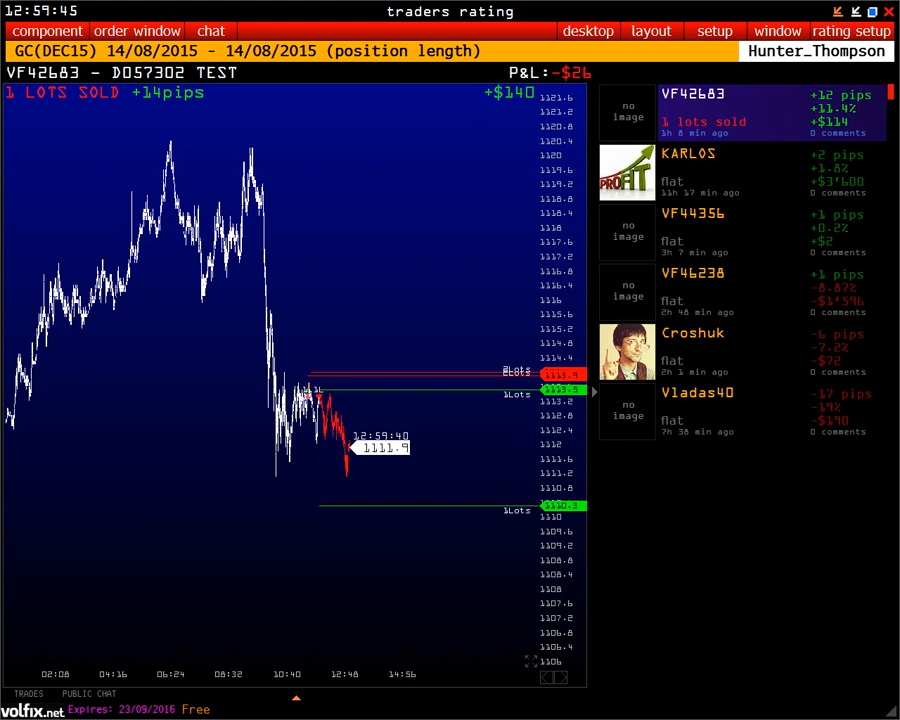 12:59:45 traders rating
component order window chat desktop layout setup window rating setup
GC(DEC15) 14/08/2015 - 14/08/2015 (position length) Hunter_Thompson
VF42683 - D057302 TEST P&L:-$26
1 LOTS SOLD +14pips +$140
1121.6
1121.2
1120.8
1120.4
1120
1119.6
1119.2
1118.8
1118.4
1118
1117.6
1117.2
1116.8
1116.4
1116
1115.6
1115.2
1114.8
1114.4
1113.9
1113.5
1Lots
1113.2
1112.8
1112.4
12:59:40
1111.9
1112
1111.6
1111.2
1110.8
1110.3
1Lots
1110
1109.6
1109.2
1108.8
1108.4
1108
1107.6
1107.2
1106.8
1106.4
1106
02:08 04:16 06:24 08:32 10:40 12:48 14:56
no image
VF42683 +12 pips
+11.4%
1 lots sold +$114
1h 8 min ago 0 comments
PROFIT
KARLOS +2 pips
+1.8%
flat +$3'600
11h 17 min ago 0 comments
no image
VF44356 +1 pips
+0.2%
flat +$2
3h 7 min ago 0 comments
no image
VF46238 +1 pips
-8.87%
flat -$1'596
2h 48 min ago 0 comments
Croshuk -6 pips
-7.2%
flat -$72
2h 1 min ago 0 comments
no image
Vladas40 -17 pips
-19%
flat -$190
7h 38 min ago 0 comments
TRADES PUBLIC CHAT
volfix.net Expires: 23/09/2016 Free